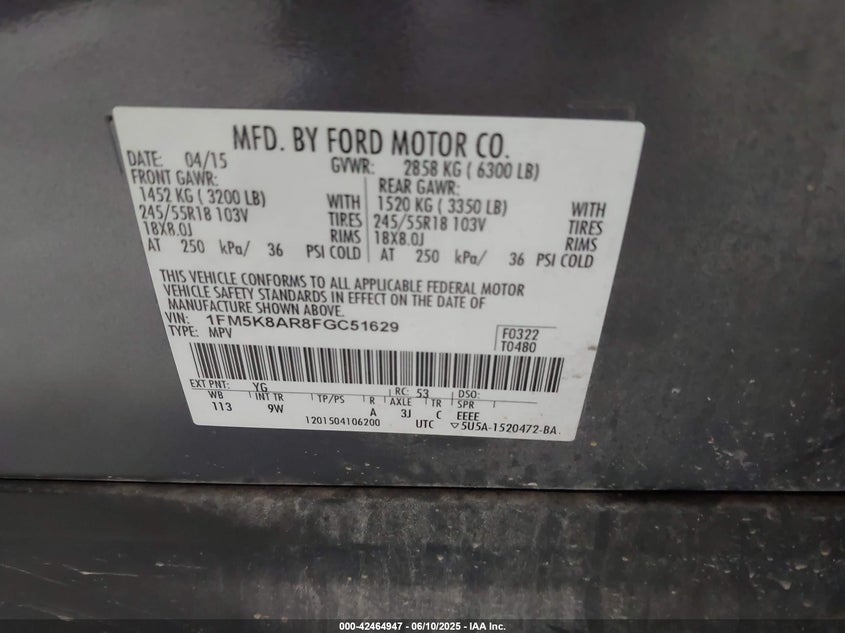 MFD. BY FORD MOTOR CO.
DATE: 04/15 GVWR: 2858 KG ( 6300 LB)
FRONT GAWR: REAR GAWR:
1452 KG ( 3200 LB) WITH 1520 KG ( 3350 LB) WITH
245/55R18 103V TIRES 245/55R18 103V TIRES
18X8.0J RIMS 18X8.0J RIMS
AT 250 kPa/ 36 PSI COLD AT 250 kPa/ 36 PSI COLD
THIS VEHICLE CONFORMS TO ALL APPLICABLE FEDERAL MOTOR
VEHICLE SAFETY STANDARDS IN EFFECT ON THE DATE OF
MANUFACTURE SHOWN ABOVE.
VIN: 1FM5K8AR8FGC51629 F0322
TYPE: MPV T0480
EXT PNT: YG RC: 53 DSO:
WB INT TR TP/PS R AXLE TR SPR
113 9W A 3J C EEEE
1201504106200 UTC ▽5U5A-1520472-BA
000-42464947 - 06/10/2025 - IAA Inc.